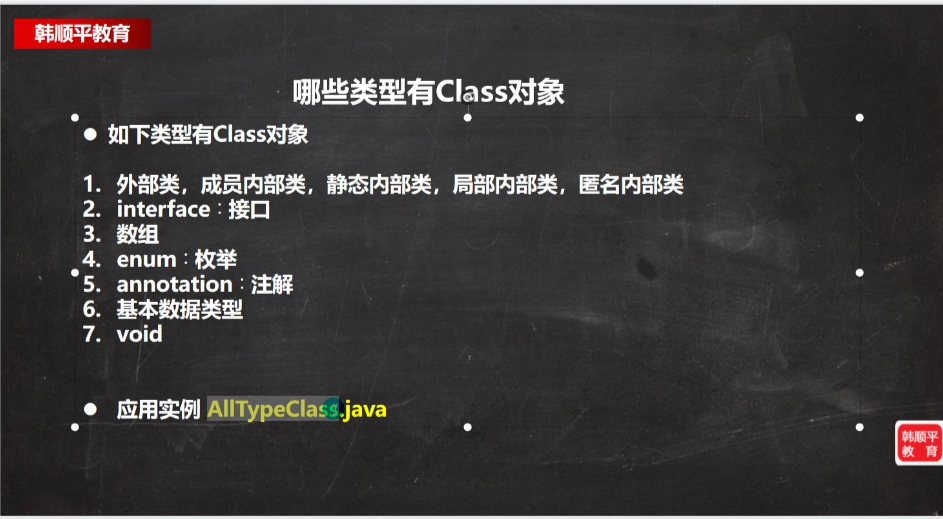 韩顺平教育
哪些类型有Class对象
● 如下类型有Class对象
1. 外部类，成员内部类，静态内部类，局部内部类，匿名内部类
2. interface：接口
3. 数组
4. enum：枚举
5. annotation：注解
6. 基本数据类型
7. void
● 应用实例 AllTypeClass.java
韩顺平
教 育